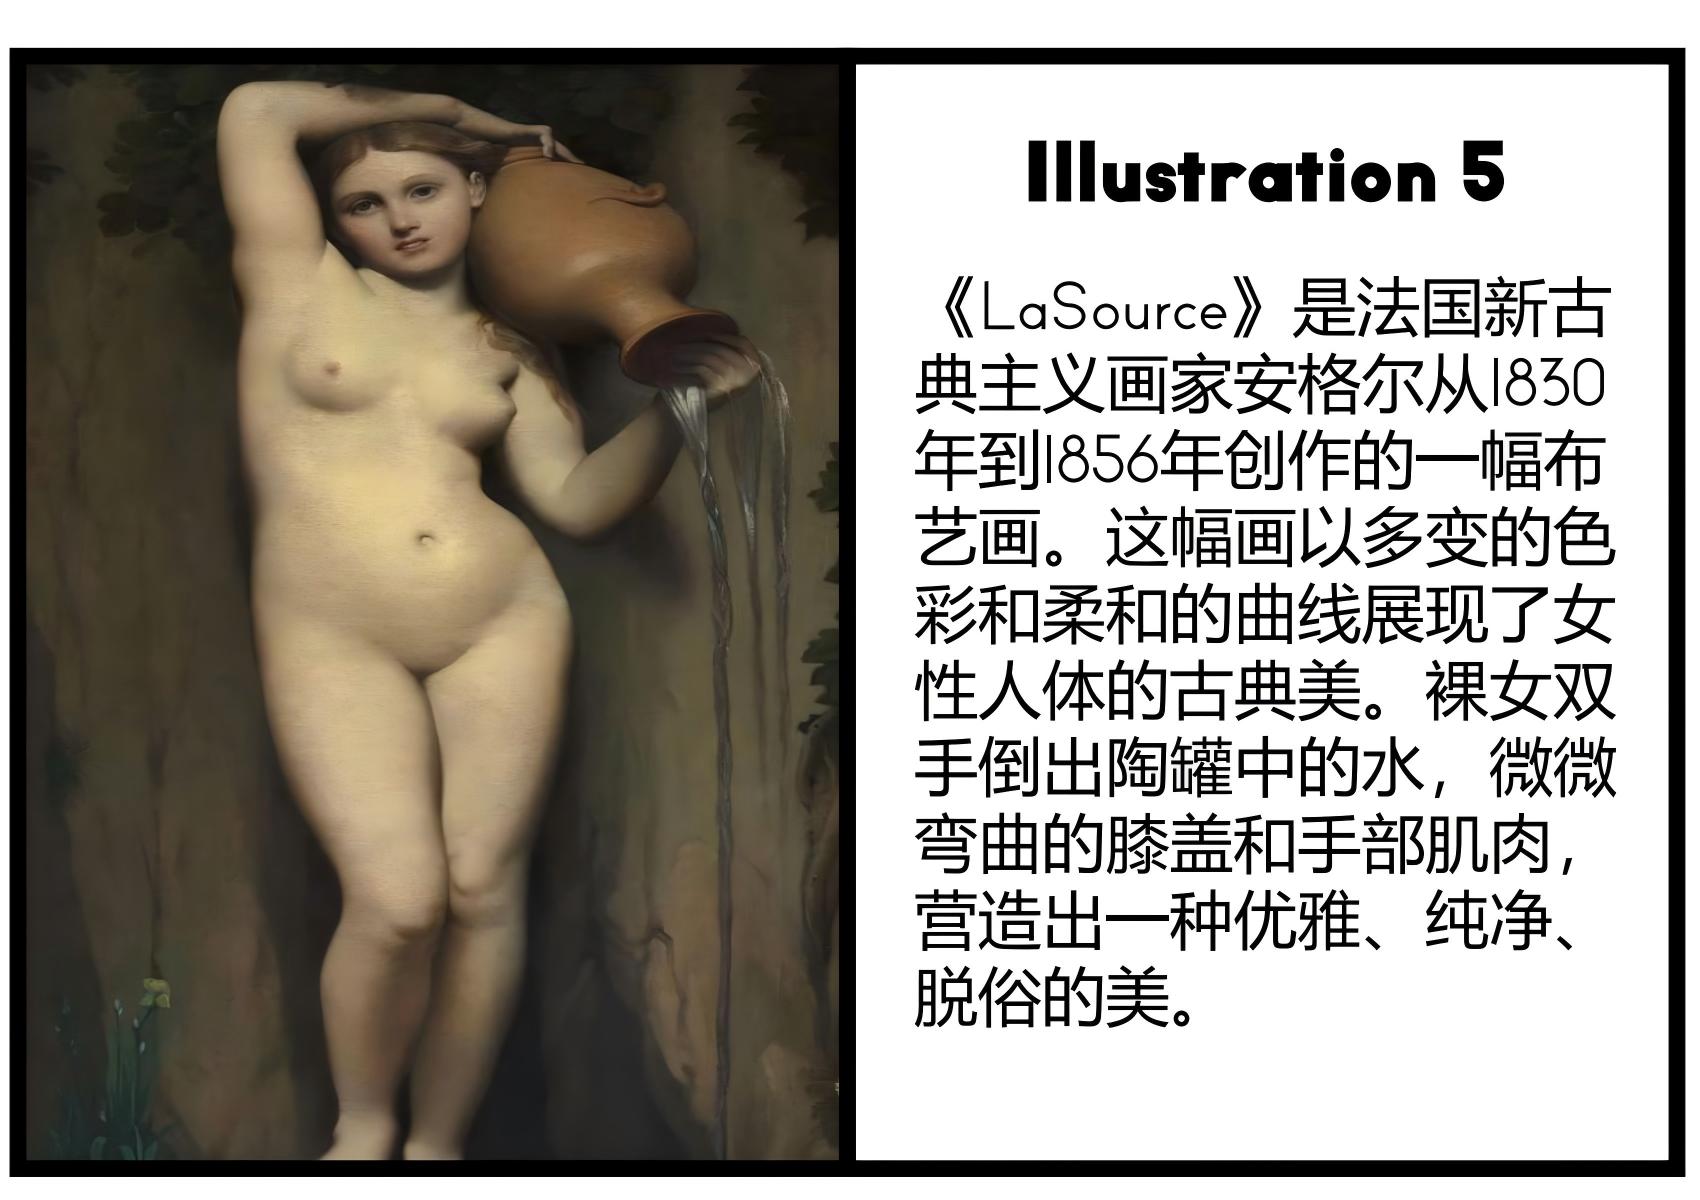 Illustration 5
《LaSource》是法国新古
典主义画家安格尔从1830
年到1856年创作的一幅布
艺画。这幅画以多变的色
彩和柔和的曲线展现了女
性人体的古典美。裸女双
手倒出陶罐中的水，微微
弯曲的膝盖和手部肌肉，
营造出一种优雅、纯净、
脱俗的美。